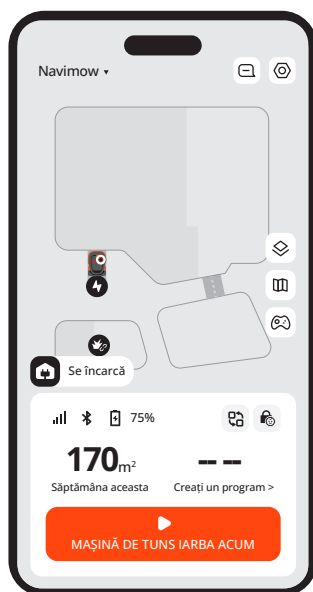 Navimow
Se încarcă
75%
170m²
-- --
Săptămâna aceasta
Creați un program >
MAȘINĂ DE TUNS IARBA ACUM